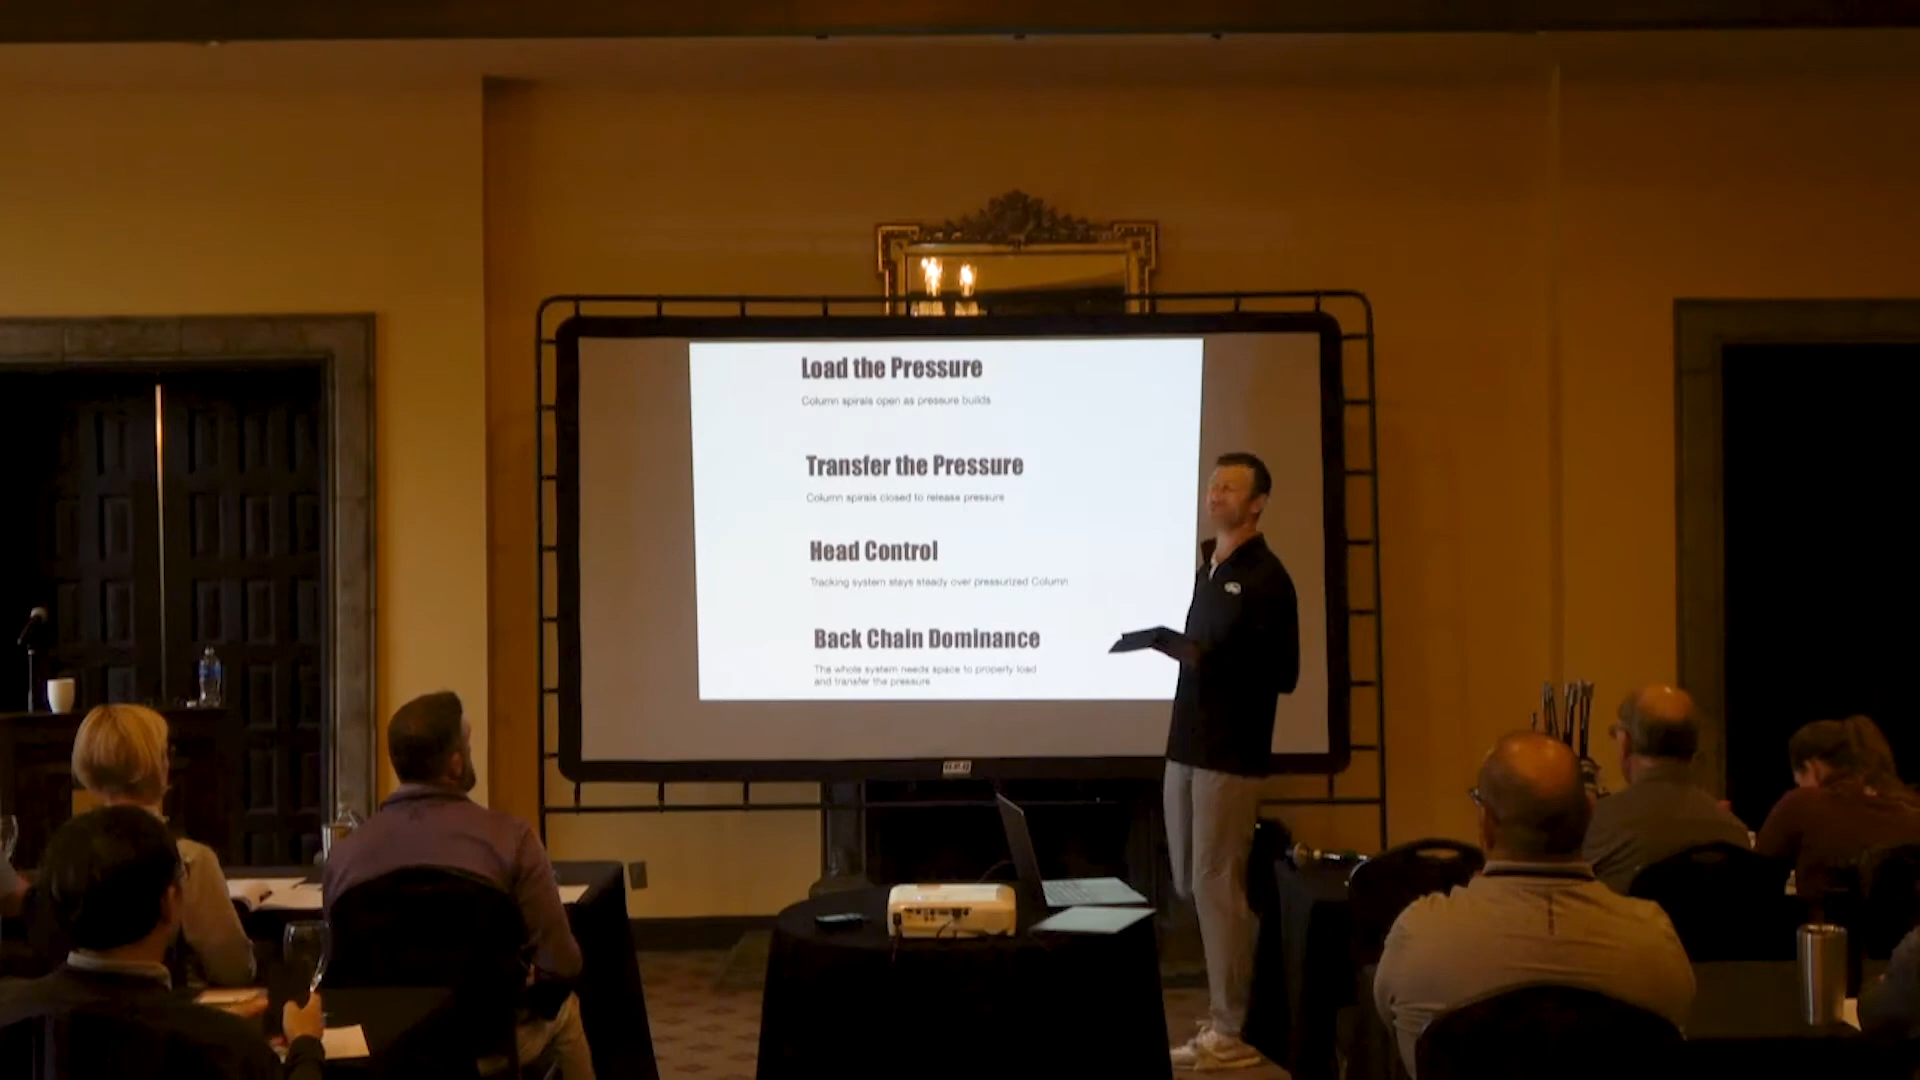 Load the Pressure
Column spirals open as pressure builds
Transfer the Pressure
Column spirals closed to release pressure
Head Control
Tracking system stays steady over pressurized Column
Back Chain Dominance
The whole system needs space to properly load
and transfer the pressure